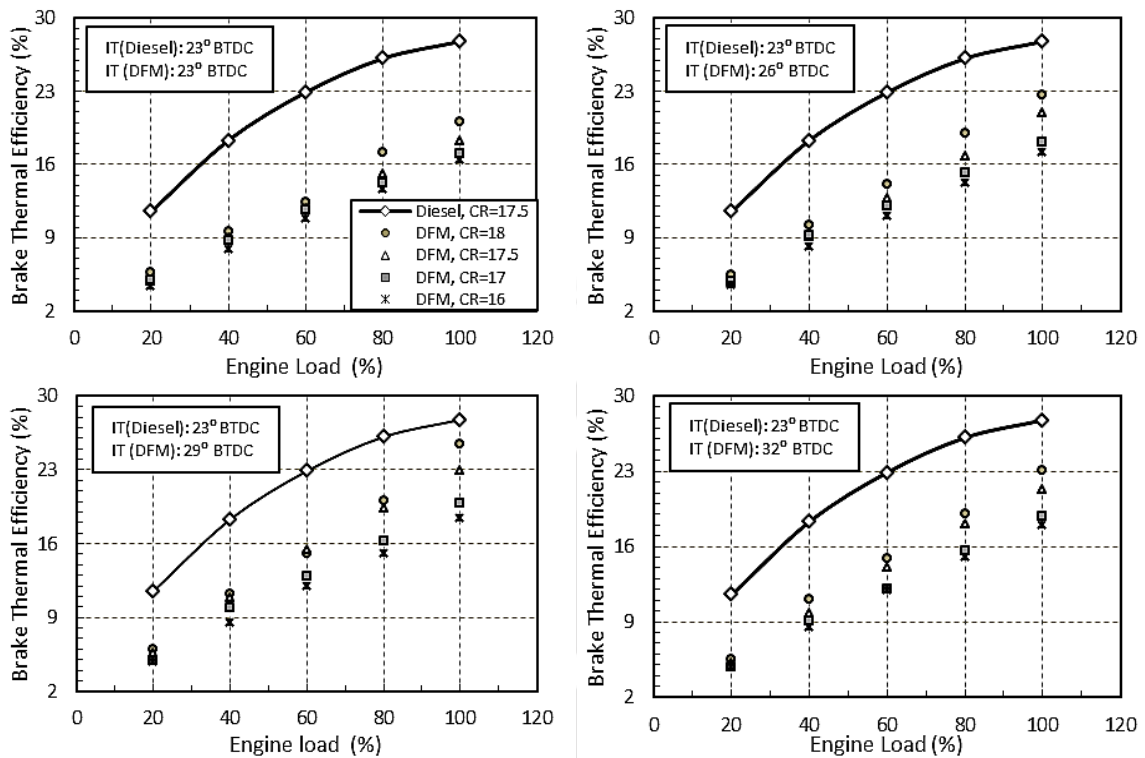 30
23
16
9
2
Brake Thermal Efficiency (%)
IT(Diesel): 23° BTDC
IT (DFM): 23° BTDC
Diesel, CR=17.5
DFM, CR=18
DFM, CR=17.5
DFM, CR=17
DFM, CR=16
0 20 40 60 80 100 120
Engine Load (%)
30
23
16
9
2
Brake Thermal Efficiency (%)
IT(Diesel): 23° BTDC
IT (DFM): 26° BTDC
0 20 40 60 80 100 120
Engine Load (%)
30
23
16
9
2
Brake Thermal Efficiency (%)
IT(Diesel): 23° BTDC
IT (DFM): 29° BTDC
0 20 40 60 80 100 120
Engine load (%)
30
23
16
9
2
Brake Thermal Efficiency (%)
IT(Diesel): 23° BTDC
IT (DFM): 32° BTDC
0 20 40 60 80 100 120
Engine Load (%)